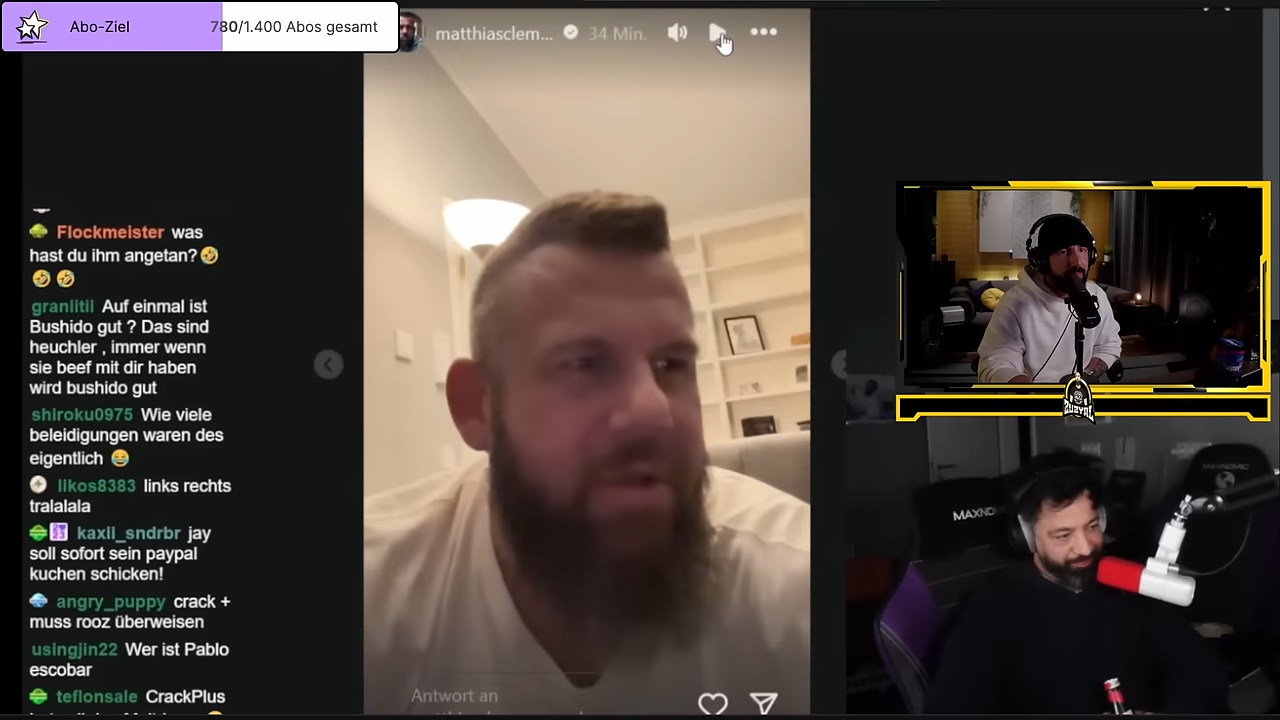 Abo-Ziel
780/1.400 Abos gesamt
matthiasclem...
34 Min.
Flockmeister was
hast du ihm angetan?🤣
🤣 🤣
graniitii Auf einmal ist
Bushido gut ? Das sind
heuchler , immer wenn
sie beef mit dir haben
wird bushido gut
shiroku0975 Wie viele
beleidigungen waren des
eigentlich 😂
likos8383 links rechts
tralalala
kaxii_sndrbr jay
soll sofort sein paypal
kuchen schicken!
angry_puppy crack +
muss rooz überweisen
usingjin22 Wer ist Pablo
escobar
teflonsale CrackPlus
Antwort an
MAXNOMIC